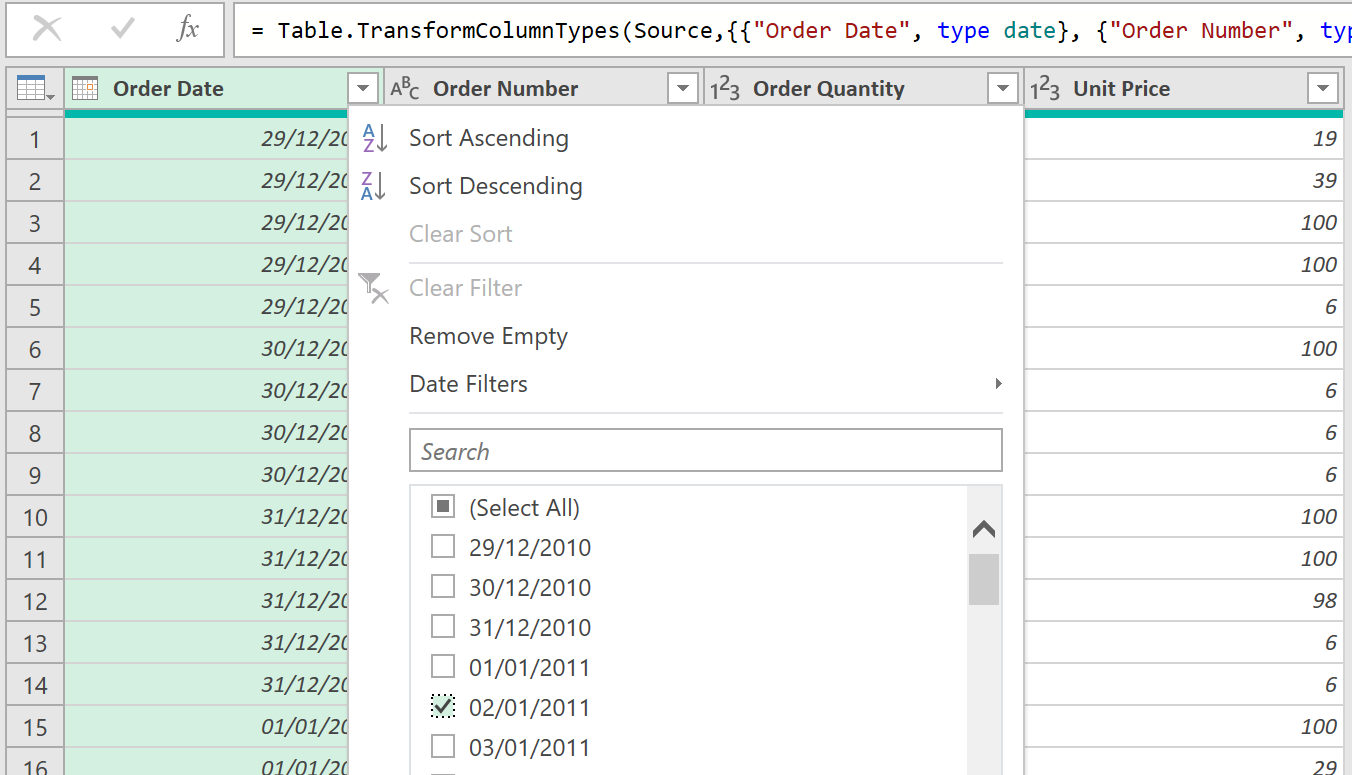 fx = Table.TransformColumnTypes(Source,{{"Order Date", type date}, {"Order Number", typ
Order Date ABC Order Number 123 Order Quantity 123 Unit Price
1 29/12/20 19
2 29/12/20 39
3 29/12/20 100
4 29/12/20 100
5 29/12/20 6
6 30/12/20 100
7 30/12/20 6
8 30/12/20 6
9 30/12/20 6
10 31/12/20 100
11 31/12/20 100
12 31/12/20 98
13 31/12/20 6
14 31/12/20 6
15 01/01/20 100
16 01/01/20 29
AZ Sort Ascending
ZA Sort Descending
Clear Sort
Clear Filter
Remove Empty
Date Filters
Search
(Select All)
29/12/2010
30/12/2010
31/12/2010
01/01/2011
02/01/2011
03/01/2011